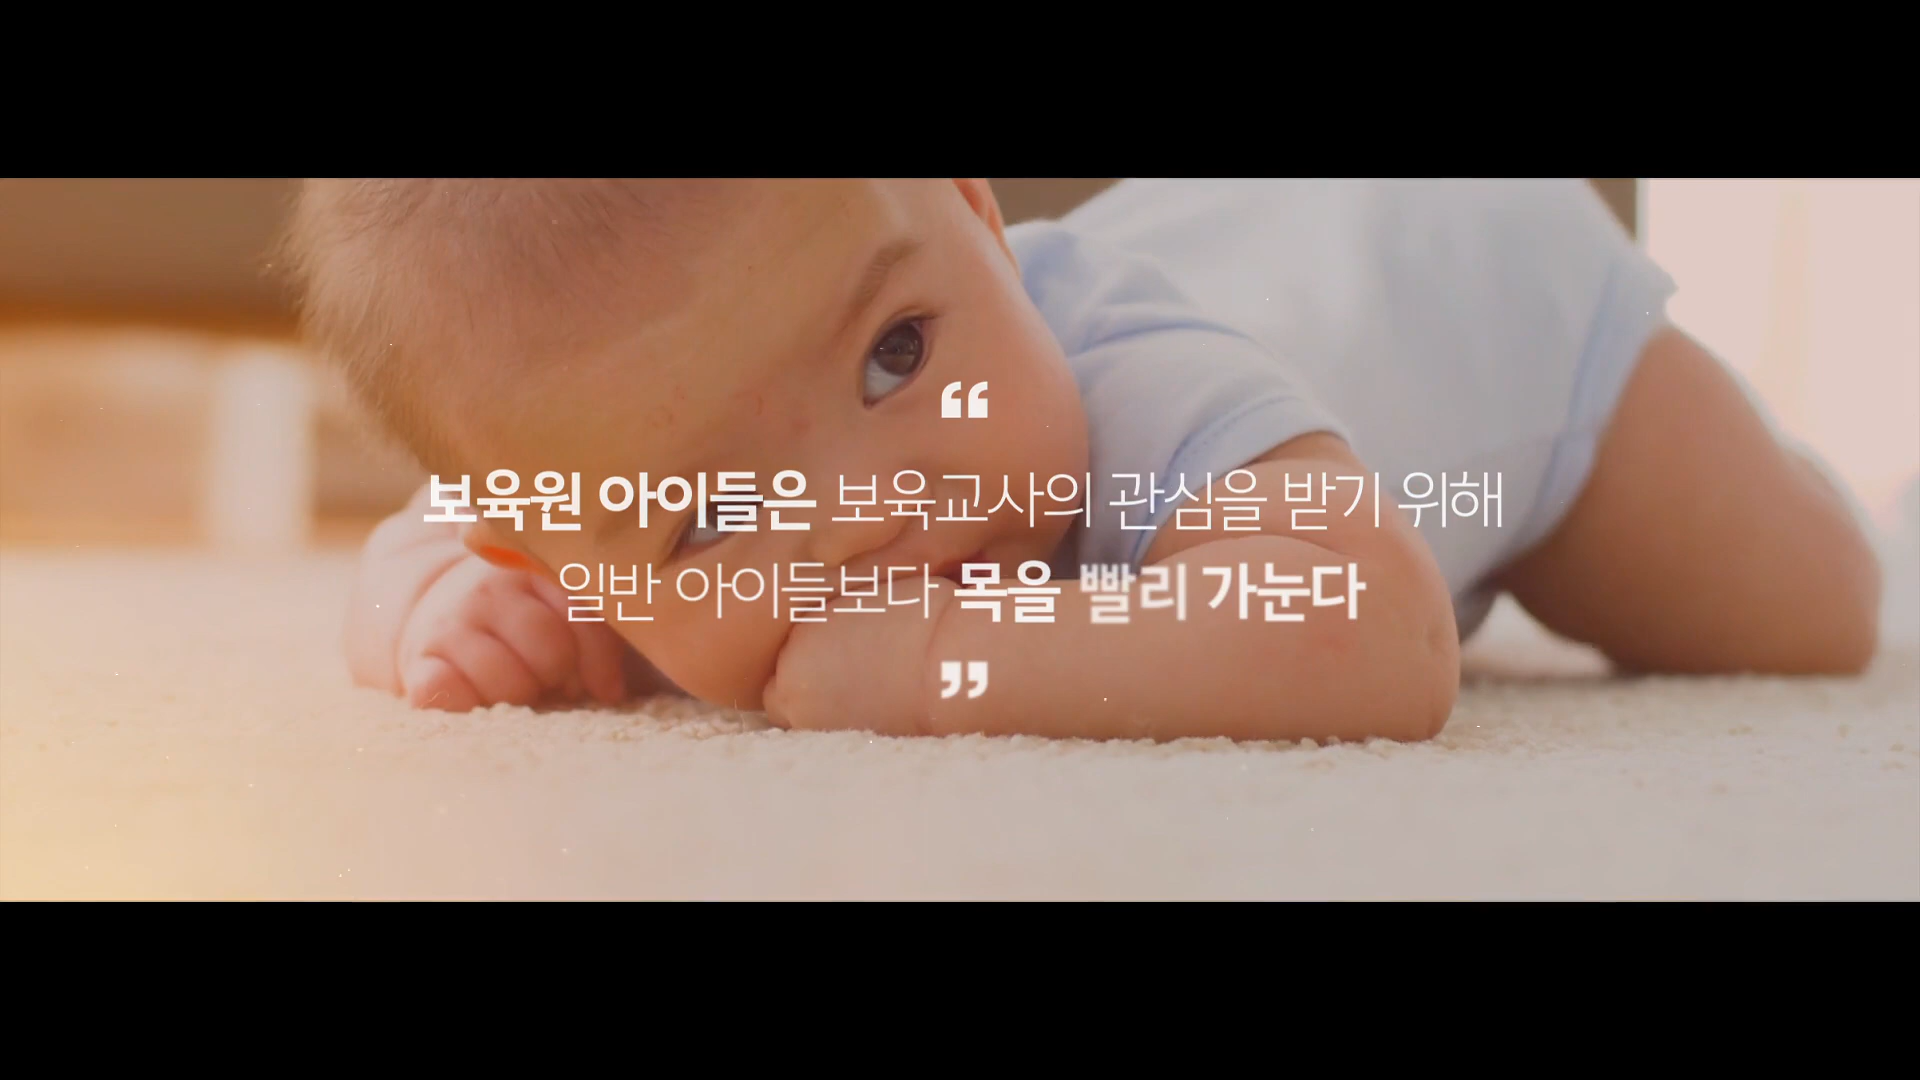 “
보육원 아이들은 보육교사의 관심을 받기 위해
일반 아이들보다 목을 빨리 가눈다
”